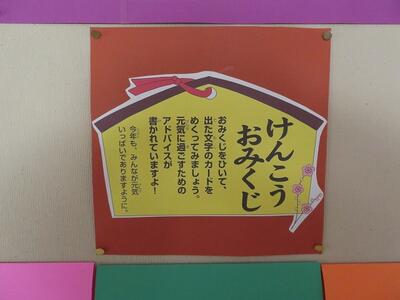 けんこう
おみくじ
おみくじをひいて、
出た文字のカードを
めくってみましょう。
元気に過ごすための
アドバイスが
書かれていますよ！
今年も、みんなが元気
いっぱいでありますように。